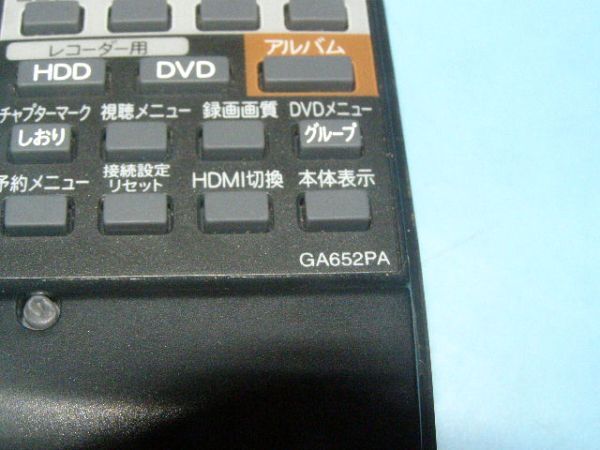 レコーダー用
アルバム
HDD DVD
チャプターマーク 視聴メニュー 録画画質 DVDメニュー
しおり グループ
予約メニュー 接続設定 リセット HDMI切換 本体表示
GA652PA